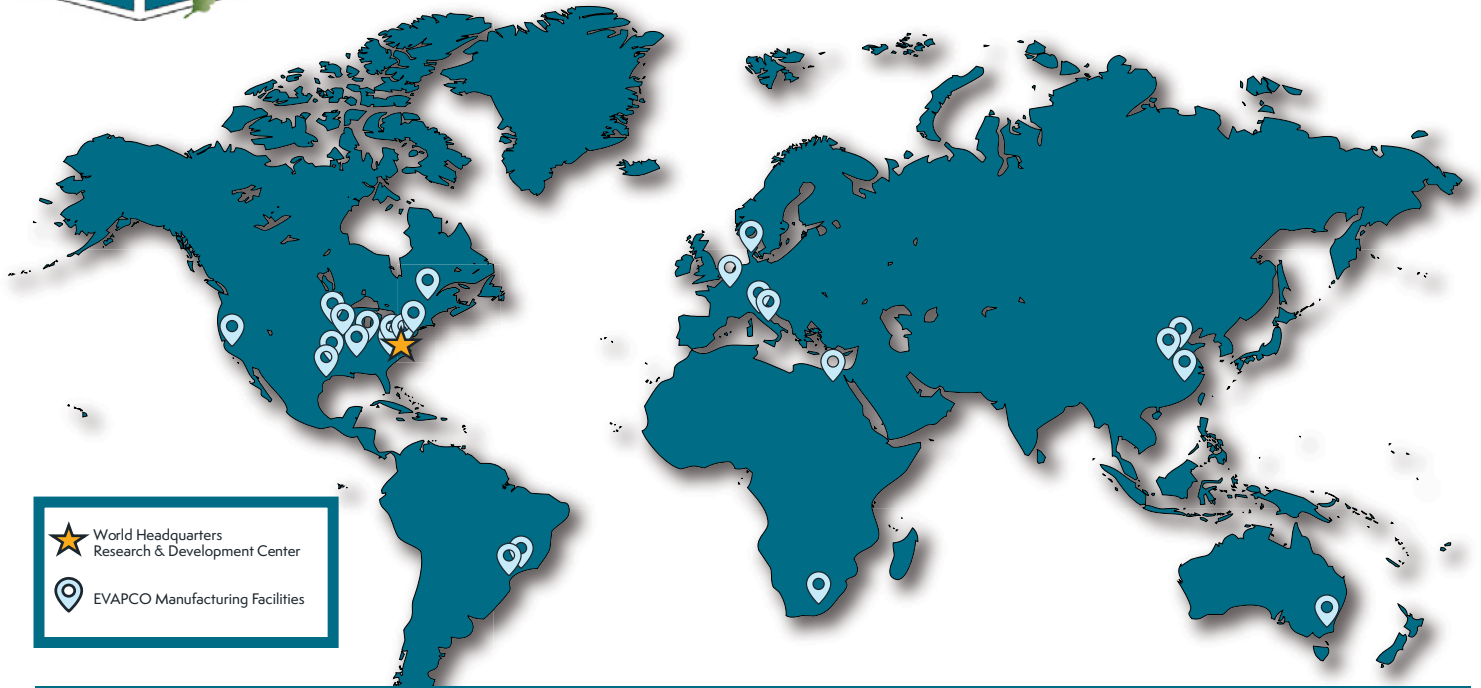 World Headquarters
Research & Development Center
EVAPCO Manufacturing Facilities